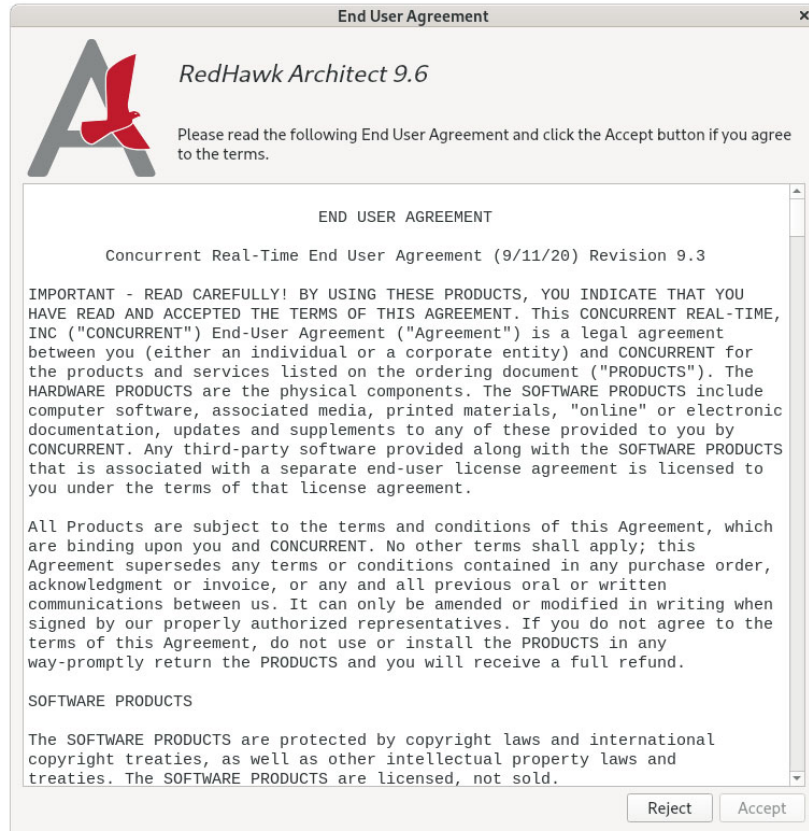 End User Agreement
RedHawk Architect 9.6
Please read the following End User Agreement and click the Accept button if you agree
to the terms.
END USER AGREEMENT
Concurrent Real-Time End User Agreement (9/11/20) Revision 9.3
IMPORTANT - READ CAREFULLY! BY USING THESE PRODUCTS, YOU INDICATE THAT YOU
HAVE READ AND ACCEPTED THE TERMS OF THIS AGREEMENT. This CONCURRENT REAL-TIME,
INC ("CONCURRENT") End-User Agreement ("Agreement") is a legal agreement
between you (either an individual or a corporate entity) and CONCURRENT for
the products and services listed on the ordering document ("PRODUCTS"). The
HARDWARE PRODUCTS are the physical components. The SOFTWARE PRODUCTS include
computer software, associated media, printed materials, "online" or electronic
documentation, updates and supplements to any of these provided to you by
CONCURRENT. Any third-party software provided along with the SOFTWARE PRODUCTS
that is associated with a separate end-user license agreement is licensed to
you under the terms of that license agreement.
All Products are subject to the terms and conditions of this Agreement, which
are binding upon you and CONCURRENT. No other terms shall apply; this
Agreement supersedes any terms or conditions contained in any purchase order,
acknowledgment or invoice, or any and all previous oral or written
communications between us. It can only be amended or modified in writing when
signed by our properly authorized representatives. If you do not agree to the
terms of this Agreement, do not use or install the PRODUCTS in any
way-promptly return the PRODUCTS and you will receive a full refund.
SOFTWARE PRODUCTS
The SOFTWARE PRODUCTS are protected by copyright laws and international
copyright treaties, as well as other intellectual property laws and
treaties. The SOFTWARE PRODUCTS are licensed, not sold.
Reject Accept